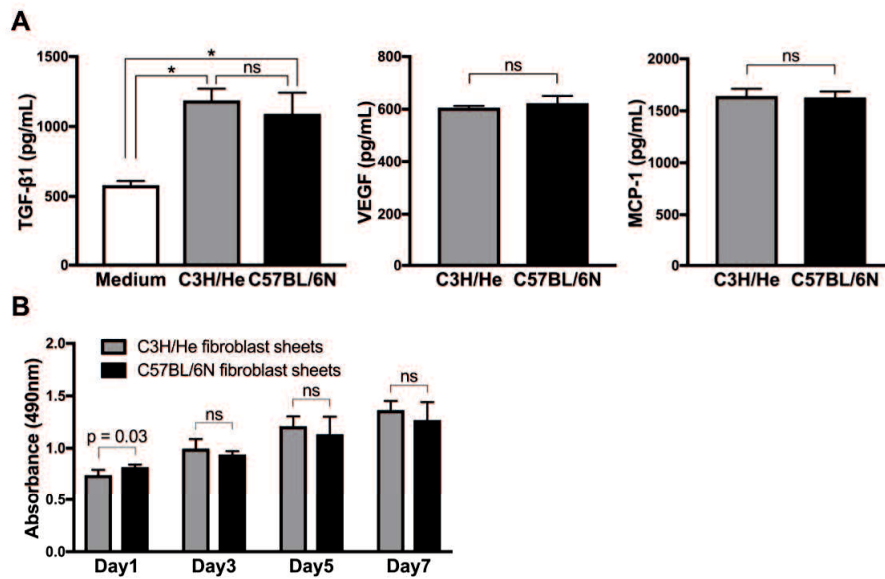 A
TGF-β1 (pg/mL)
1500
1000
500
0
*
*
ns
Medium C3H/He C57BL/6N
VEGF (pg/mL)
800
600
400
200
0
ns
C3H/He C57BL/6N
MCP-1 (pg/mL)
2000
1500
1000
500
0
ns
C3H/He C57BL/6N
B
Absorbance (490nm)
2.0
1.5
1.0
0.5
0.0
C3H/He fibroblast sheets
C57BL/6N fibroblast sheets
p = 0.03
ns
ns
ns
Day1 Day3 Day5 Day7